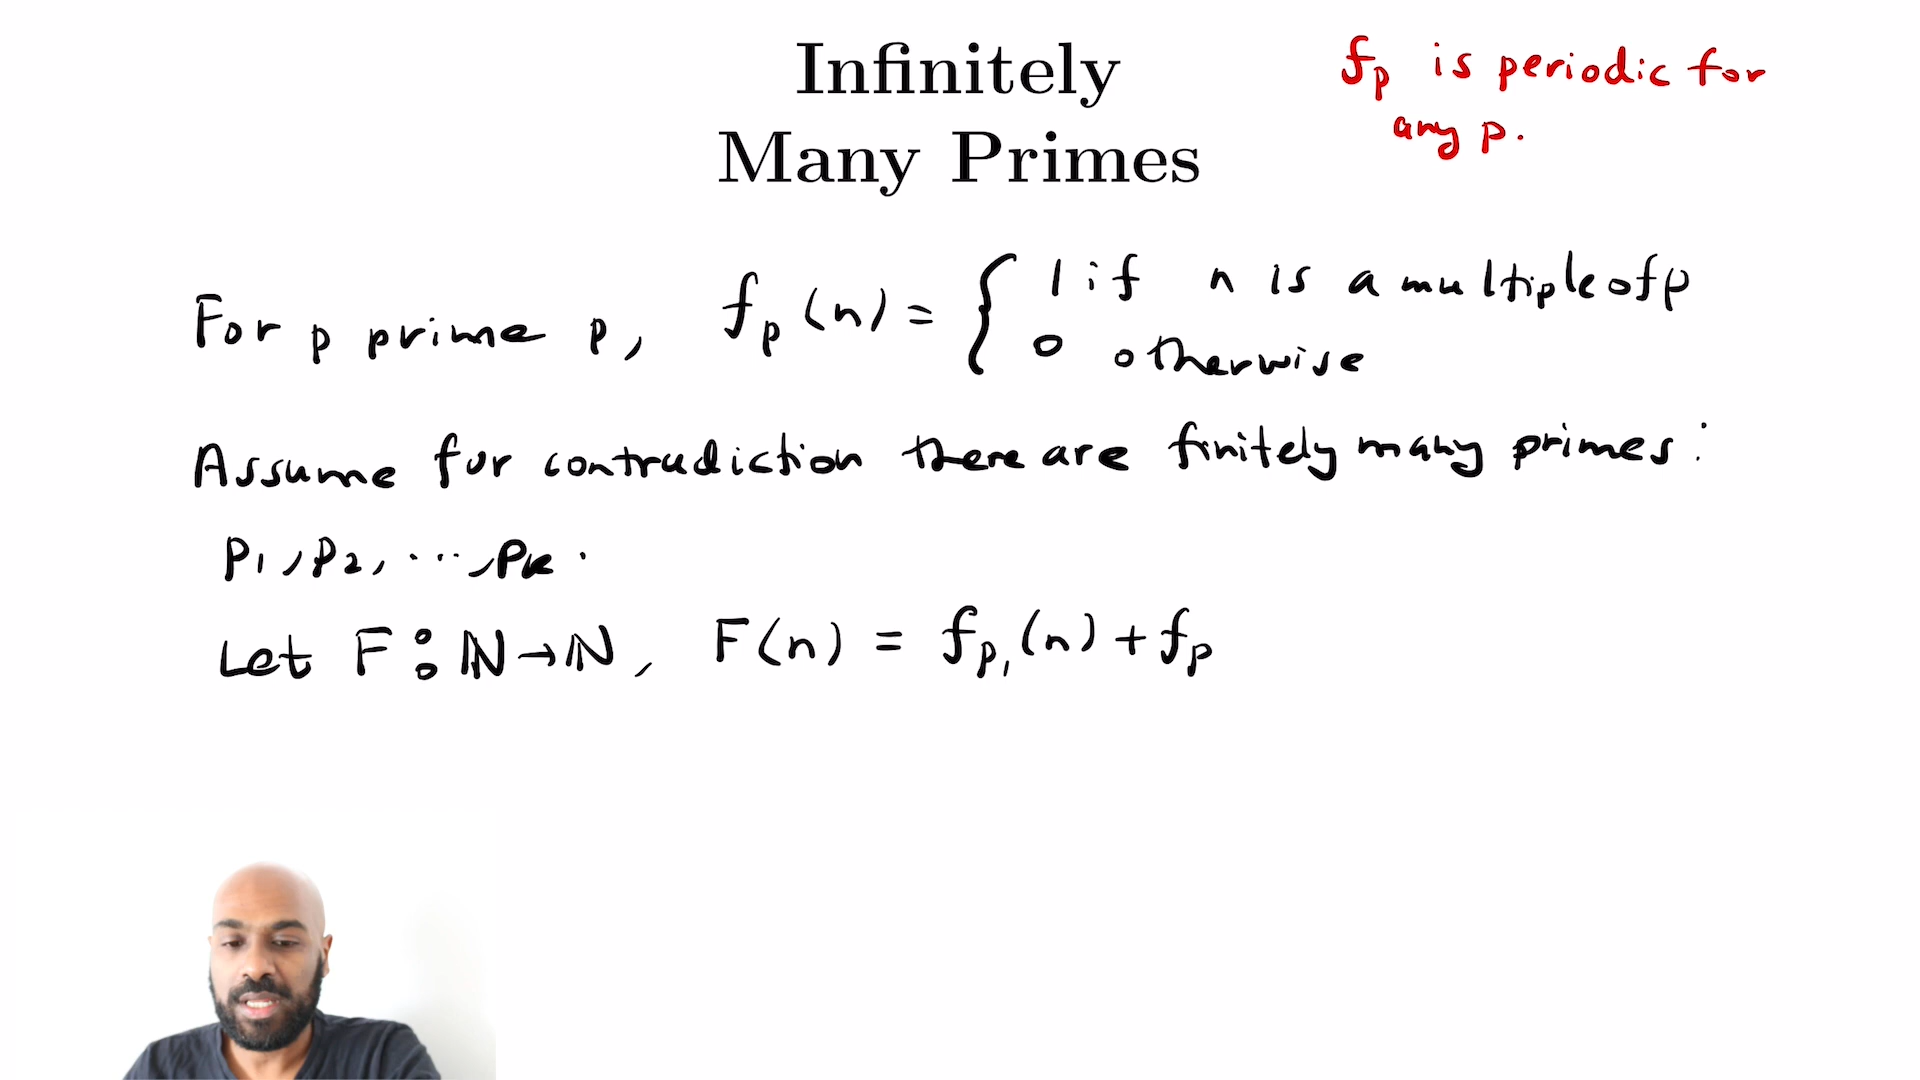 Infinitely
Many Primes
fp is periodic for
any p.
For p prime p, fp(n) = { 1 if n is a multiple of p
0 otherwise
Assume for contradiction there are finitely many primes:
p1, p2, ..., pk.
Let F: ℕ→ℕ, F(n) = fp1(n) + fp